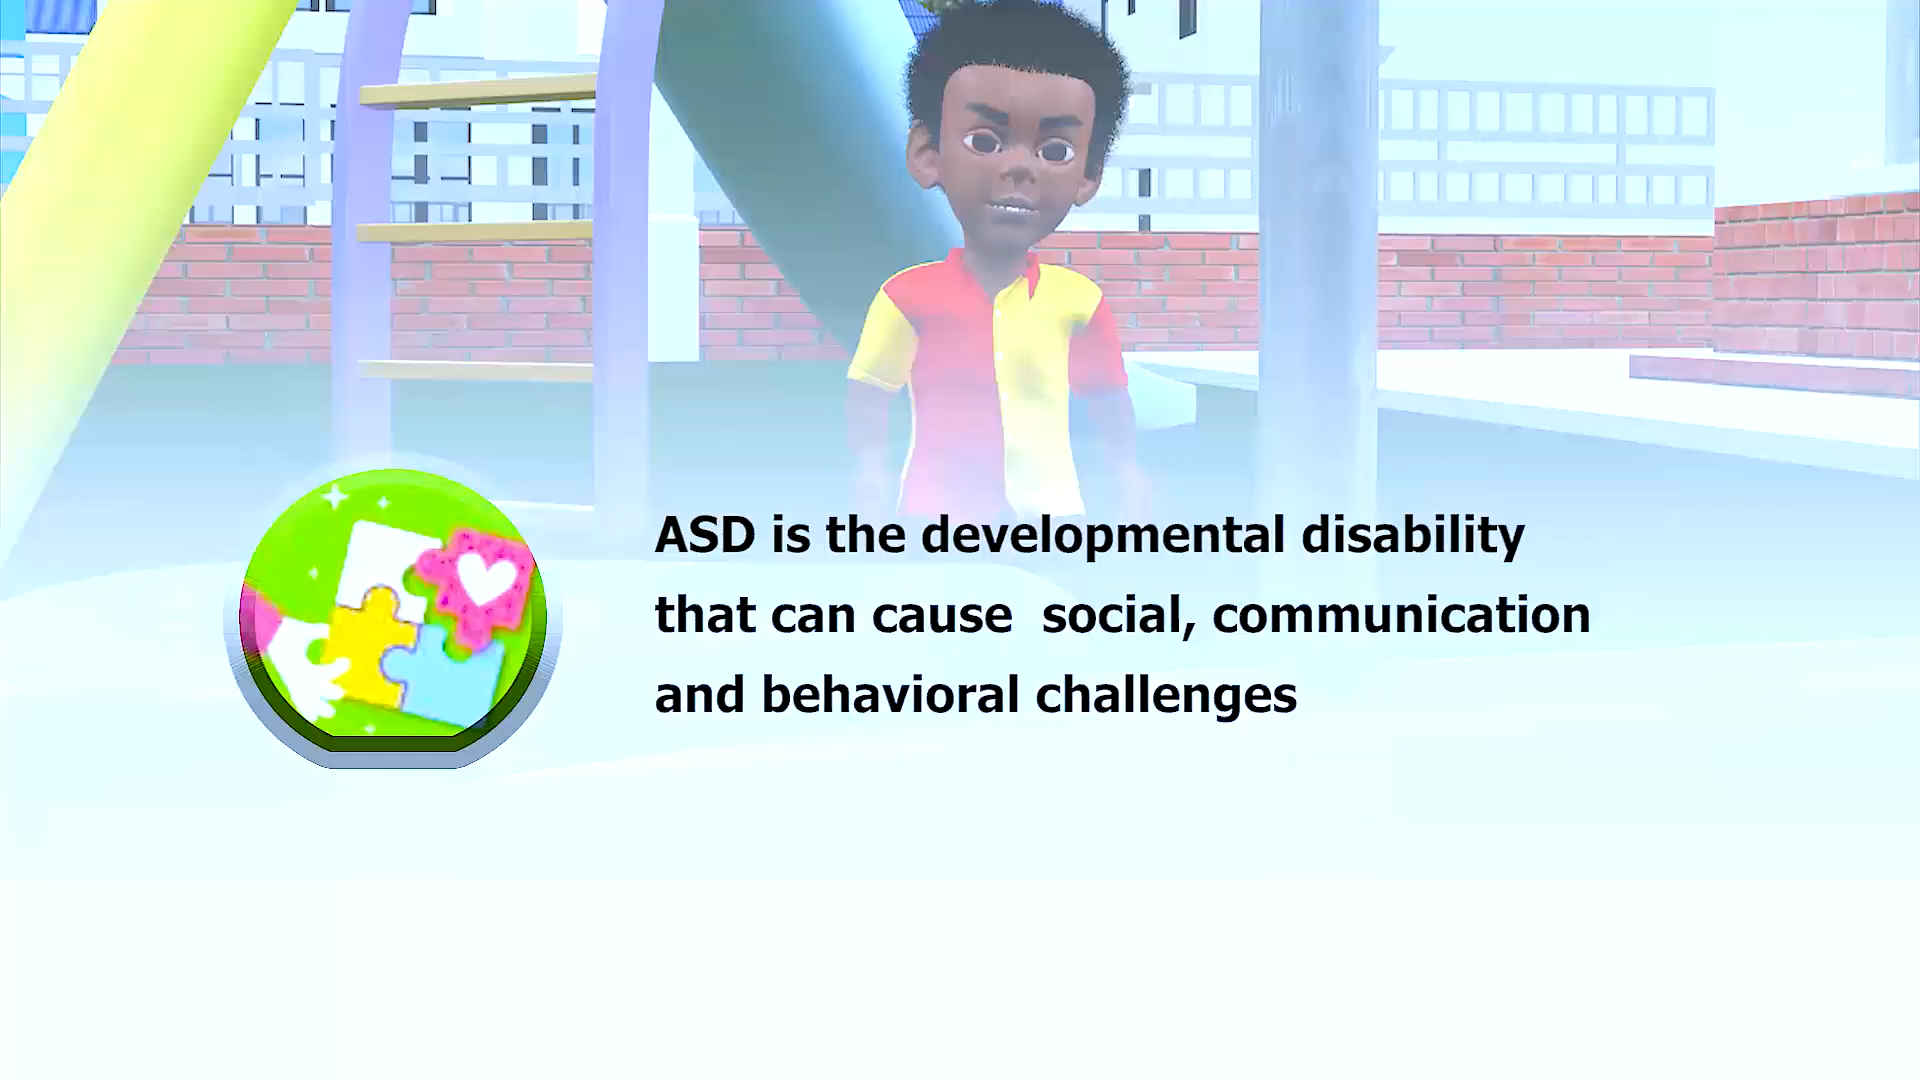 ASD is the developmental disability
that can cause  social, communication
and behavioral challenges